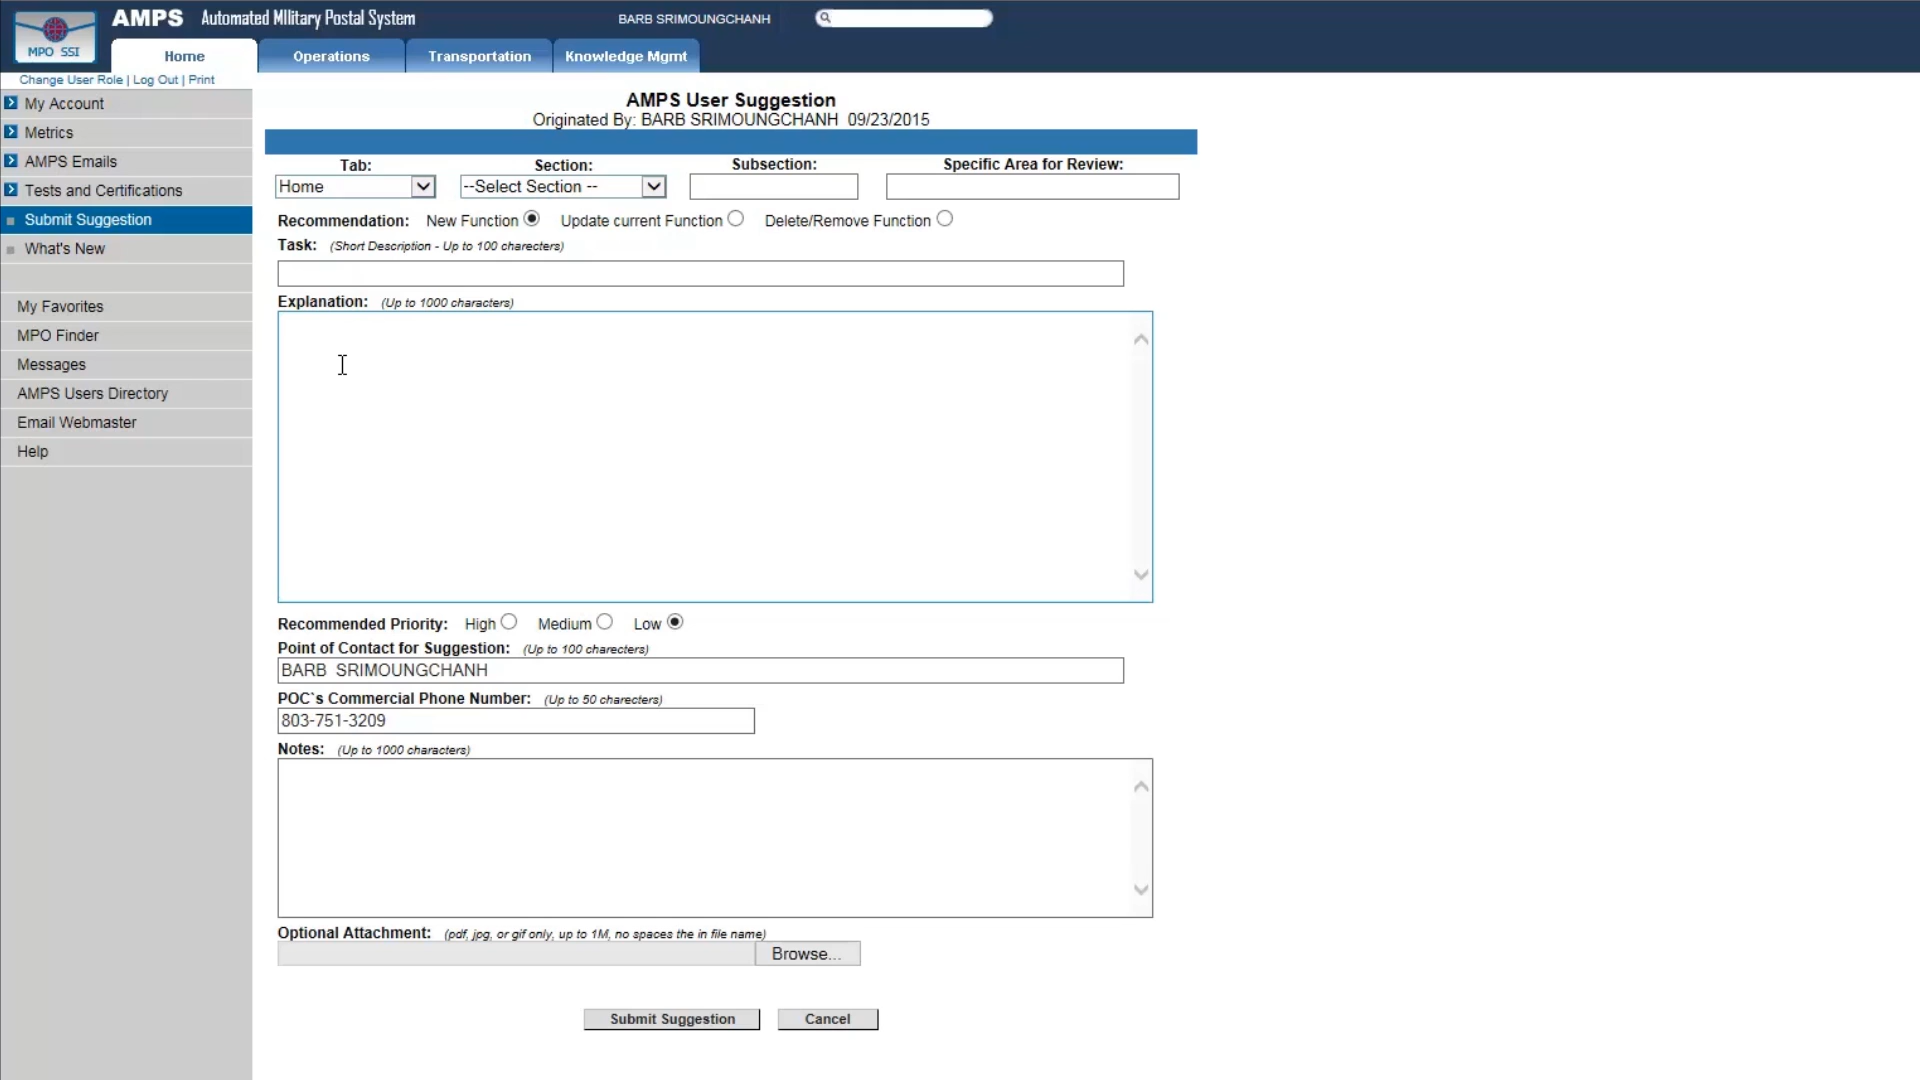 AMPS Automated MIlitary Postal System BARB SRIMOUNGCHANH
MPO SSI
Home Operations Transportation Knowledge Mgmt
Change User Role | Log Out | Print
My Account
Metrics
AMPS Emails
Tests and Certifications
Submit Suggestion
What's New
My Favorites
MPO Finder
Messages
AMPS Users Directory
Email Webmaster
Help
AMPS User Suggestion
Originated By: BARB SRIMOUNGCHANH 09/23/2015
Tab: Section: Subsection: Specific Area for Review:
Home --Select Section --
Recommendation: New Function Update current Function Delete/Remove Function
Task: (Short Description - Up to 100 charecters)
Explanation: (Up to 1000 characters)
Recommended Priority: High Medium Low
Point of Contact for Suggestion: (Up to 100 charecters)
BARB SRIMOUNGCHANH
POC`s Commercial Phone Number: (Up to 50 charecters)
803-751-3209
Notes: (Up to 1000 characters)
Optional Attachment: (pdf, jpg, or gif only, up to 1M, no spaces the in file name)
Browse...
Submit Suggestion Cancel